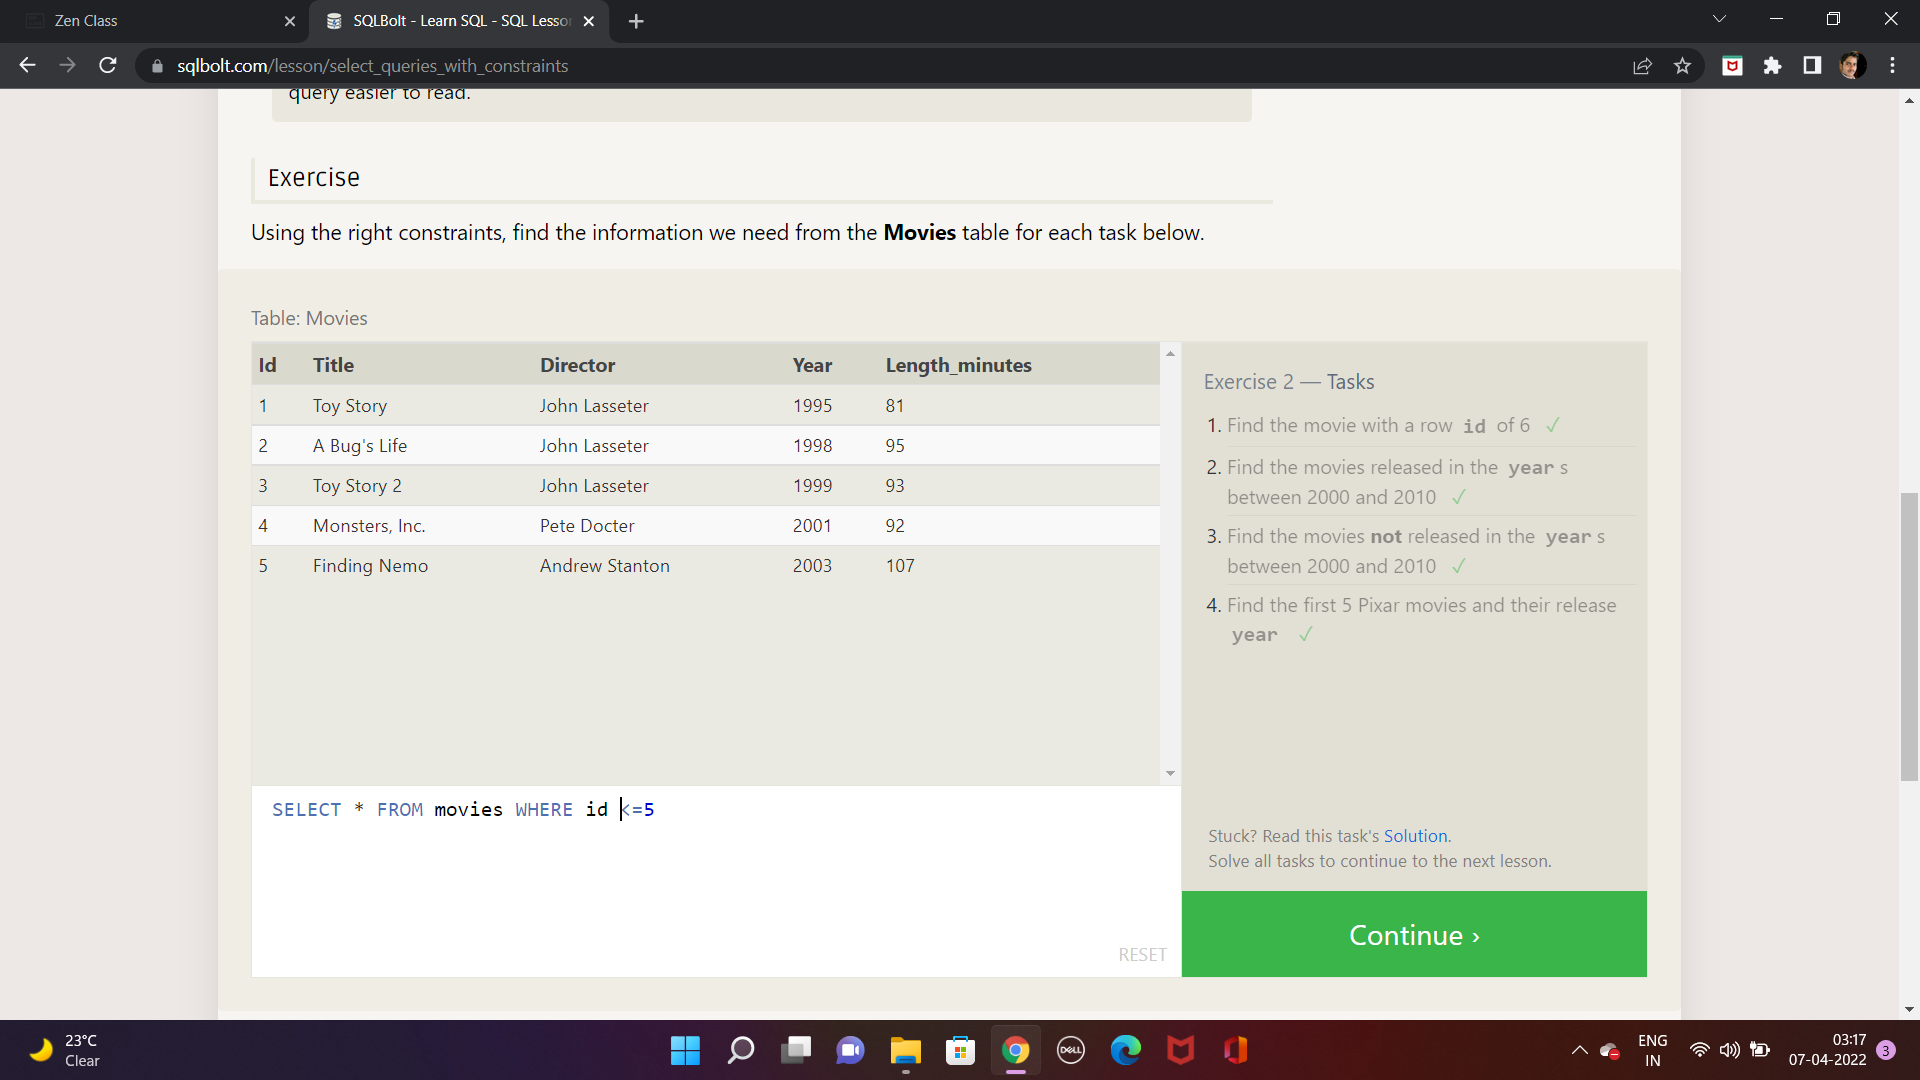 Zen Class
SQLBolt - Learn SQL - SQL Lesso
sqlbolt.com/lesson/select_queries_with_constraints
query easier to read.
Exercise
Using the right constraints, find the information we need from the Movies table for each task below.
Table: Movies
Id Title Director Year Length_minutes
1 Toy Story John Lasseter 1995 81
2 A Bug's Life John Lasseter 1998 95
3 Toy Story 2 John Lasseter 1999 93
4 Monsters, Inc. Pete Docter 2001 92
5 Finding Nemo Andrew Stanton 2003 107
SELECT * FROM movies WHERE id <=5
RESET
Exercise 2 — Tasks
1. Find the movie with a row id of 6 ✓
2. Find the movies released in the year s
between 2000 and 2010 ✓
3. Find the movies not released in the year s
between 2000 and 2010 ✓
4. Find the first 5 Pixar movies and their release
year ✓
Stuck? Read this task's Solution.
Solve all tasks to continue to the next lesson.
Continue ›
23°C
Clear
DELL
ENG
IN
03:17
07-04-2022
3